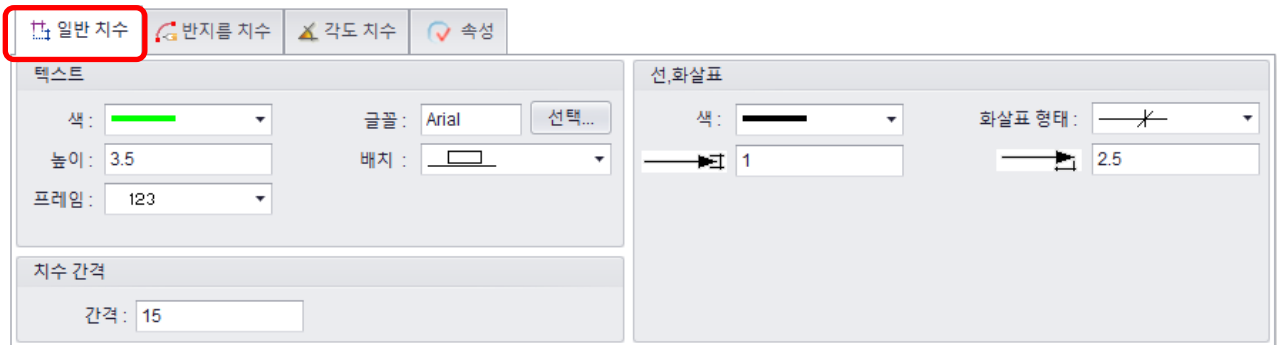 일반 치수 반지름 치수 각도 치수 속성
텍스트
색 : 글꼴 : Arial 선택...
높이 : 3.5 배치 :
프레임 : 123
치수 간격
간격 : 15
선,화살표
색 : 화살표 형태 :
1 2.5